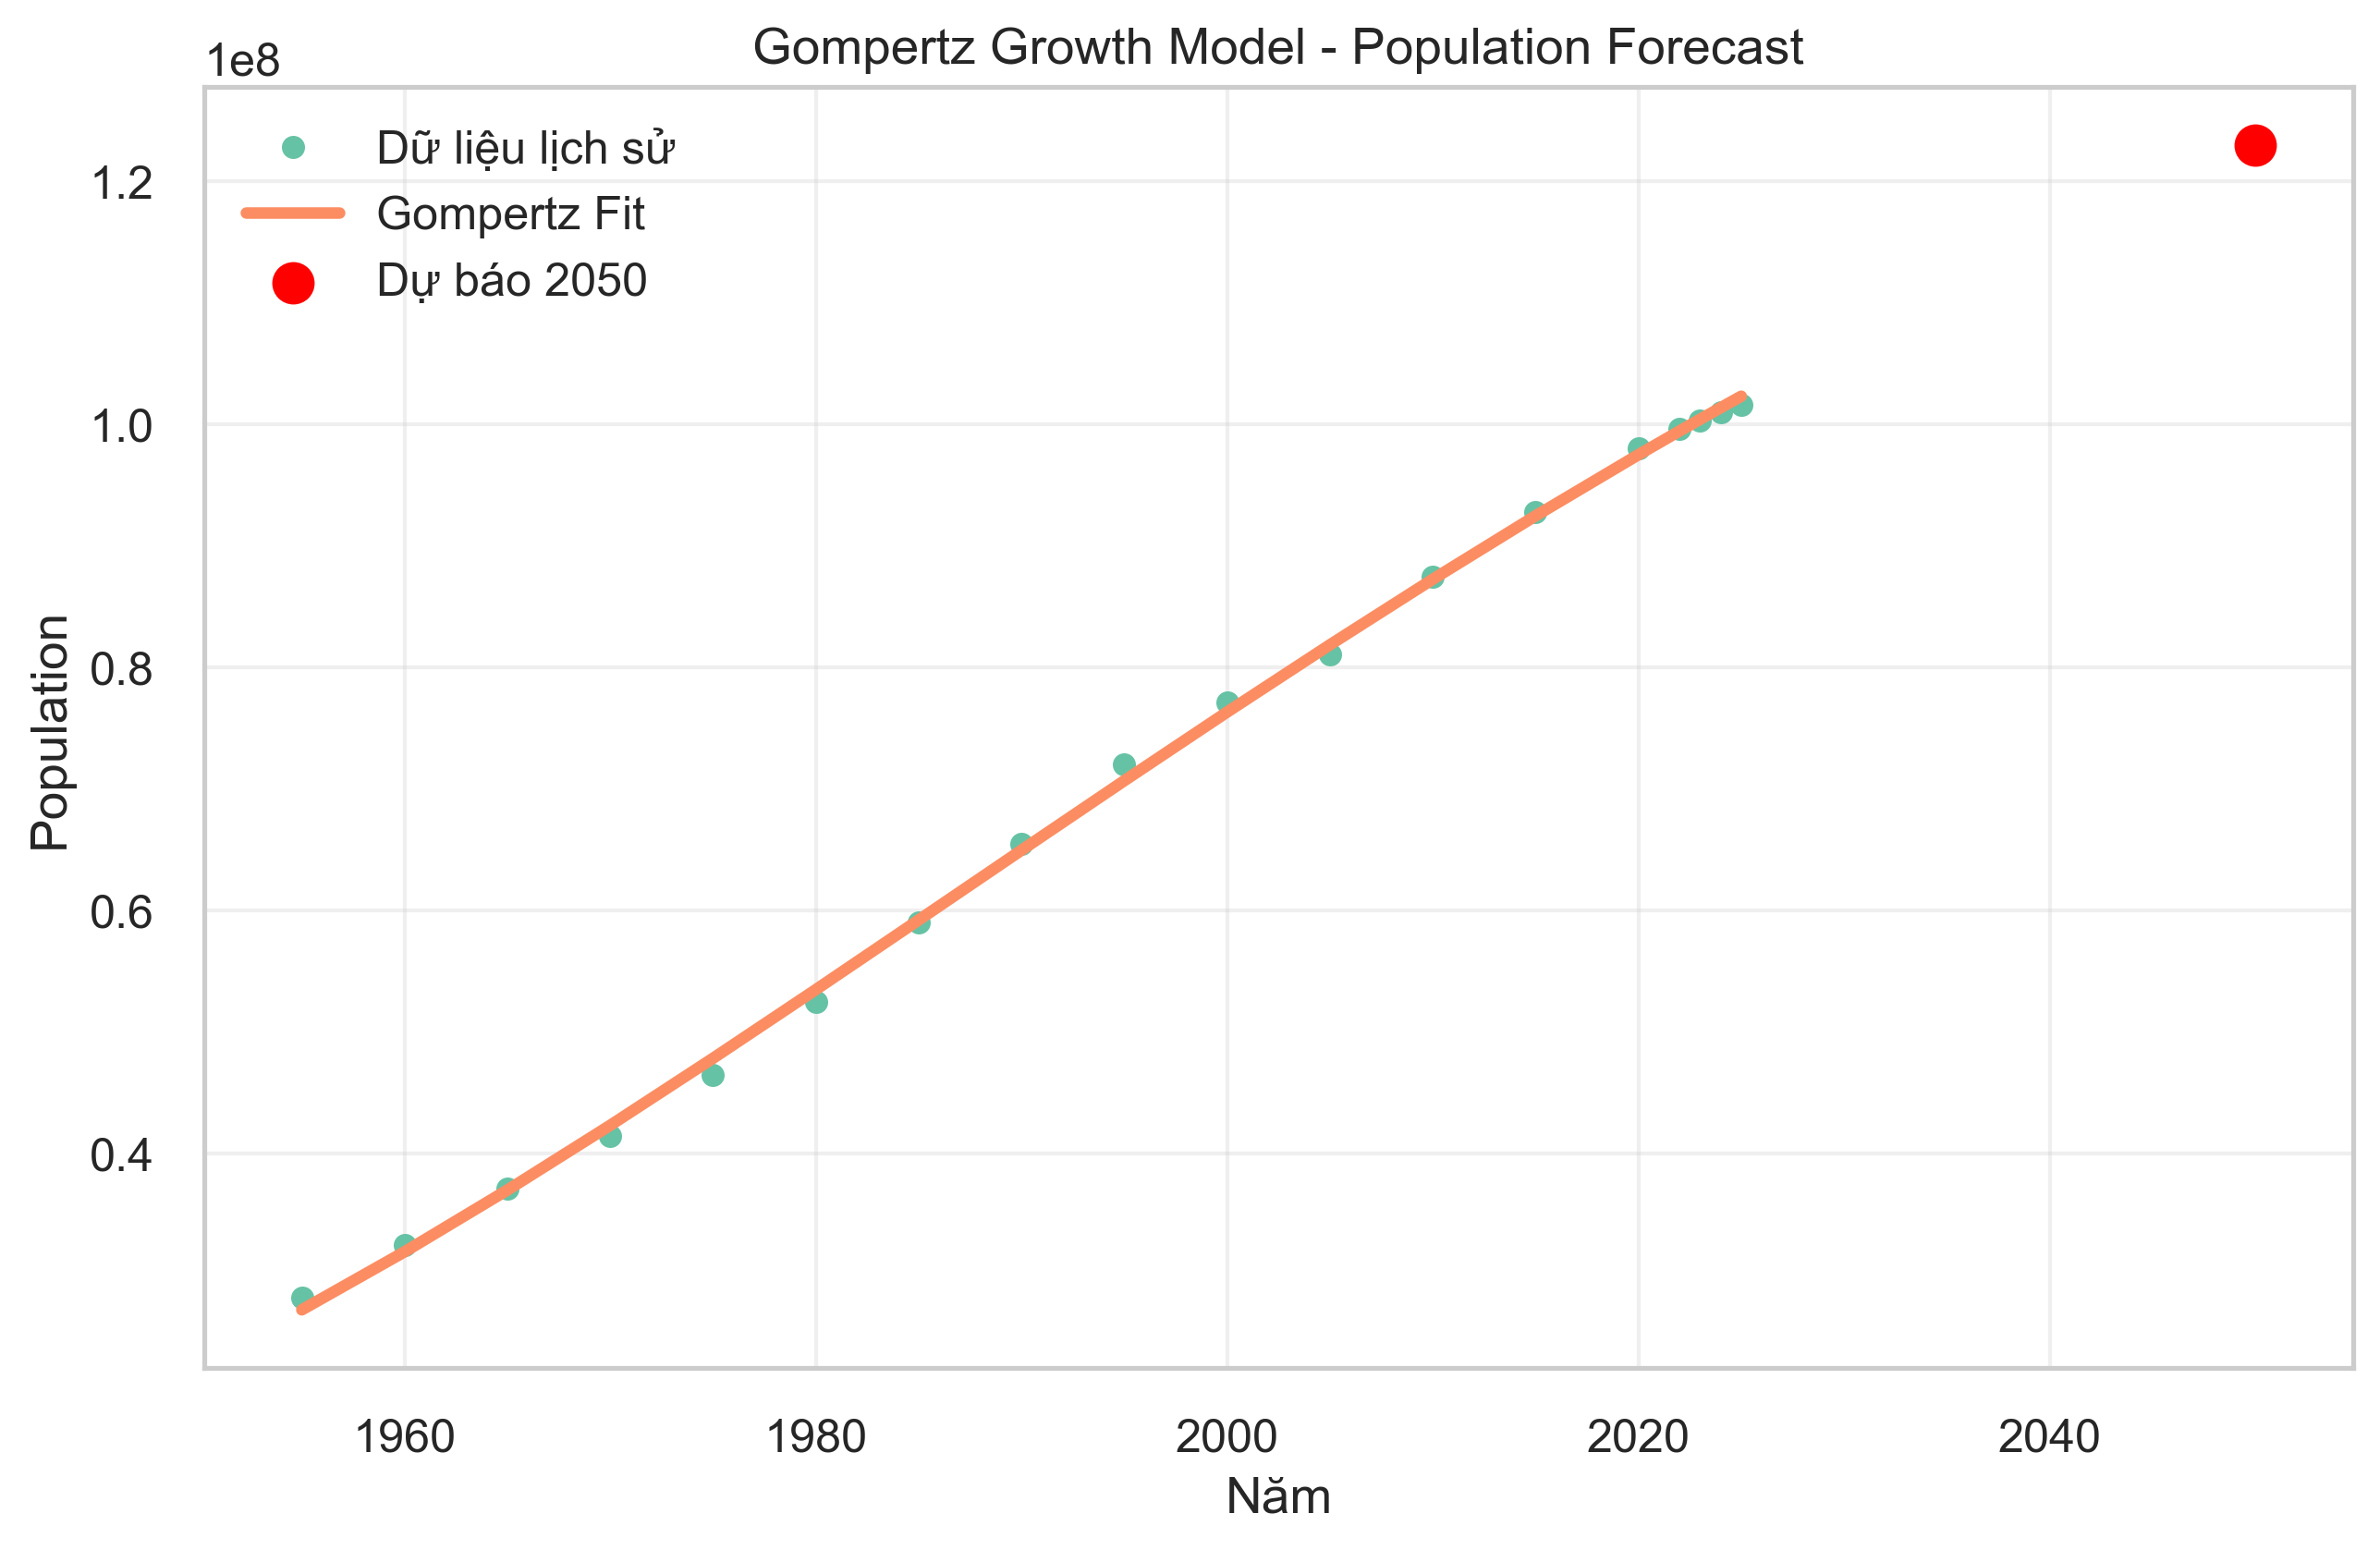 Gompertz Growth Model - Population Forecast
1e8
Dữ liệu lịch sử
Gompertz Fit
Dự báo 2050
1.2
1.0
0.8
0.6
0.4
Population
1960 1980 2000 2020 2040
Năm